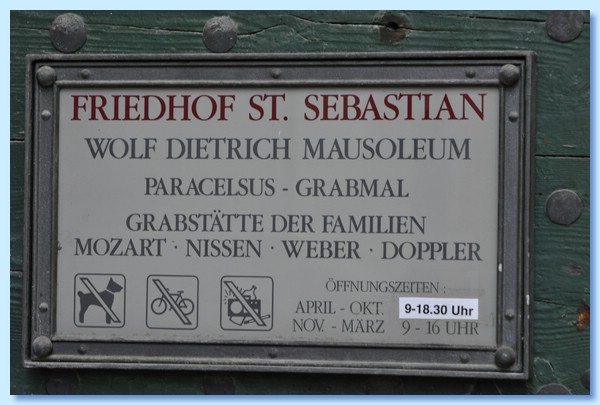 FRIEDHOF ST. SEBASTIAN
WOLF DIETRICH MAUSOLEUM
PARACELSUS - GRABMAL
GRABSTÄTTE DER FAMILIEN
MOZART · NISSEN · WEBER · DOPPLER
ÖFFNUNGSZEITEN :
APRIL - OKT. 9-18.30 Uhr
NOV. - MÄRZ 9 - 16 UHR